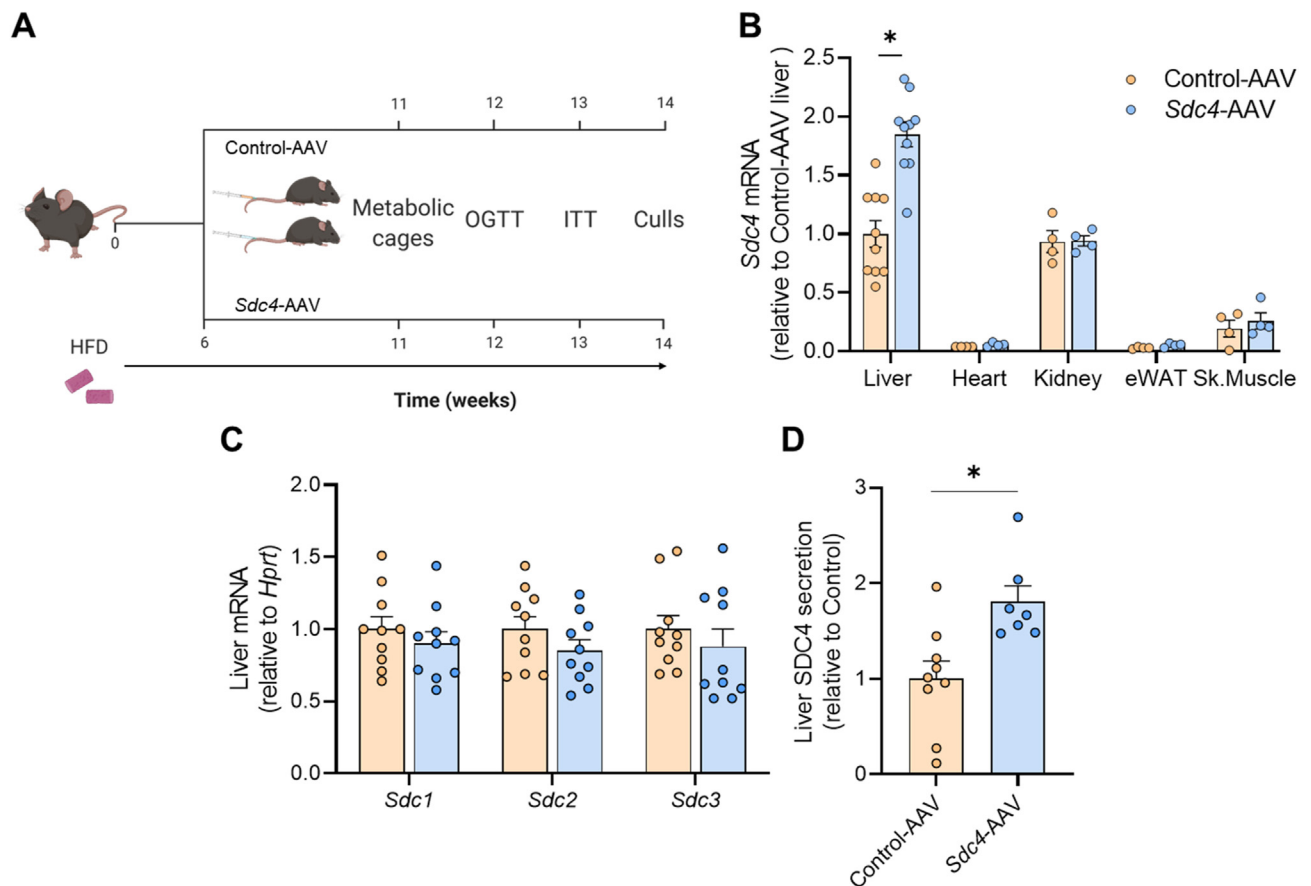 A
11 12 13 14
Control-AAV
Metabolic
cages
OGTT ITT Culls
0
Sdc4-AAV
6 11 12 13 14
HFD
Time (weeks)
B
*
Sdc4 mRNA
(relative to Control-AAV liver )
2.5
2.0
1.5
1.0
0.5
0.0
Liver Heart Kidney eWAT Sk.Muscle
Control-AAV
Sdc4-AAV
C
Liver mRNA
(relative to Hprt)
2.0
1.5
1.0
0.5
0.0
Sdc1 Sdc2 Sdc3
D
*
Liver SDC4 secretion
(relative to Control)
3
2
1
0
Control-AAV
Sdc4-AAV